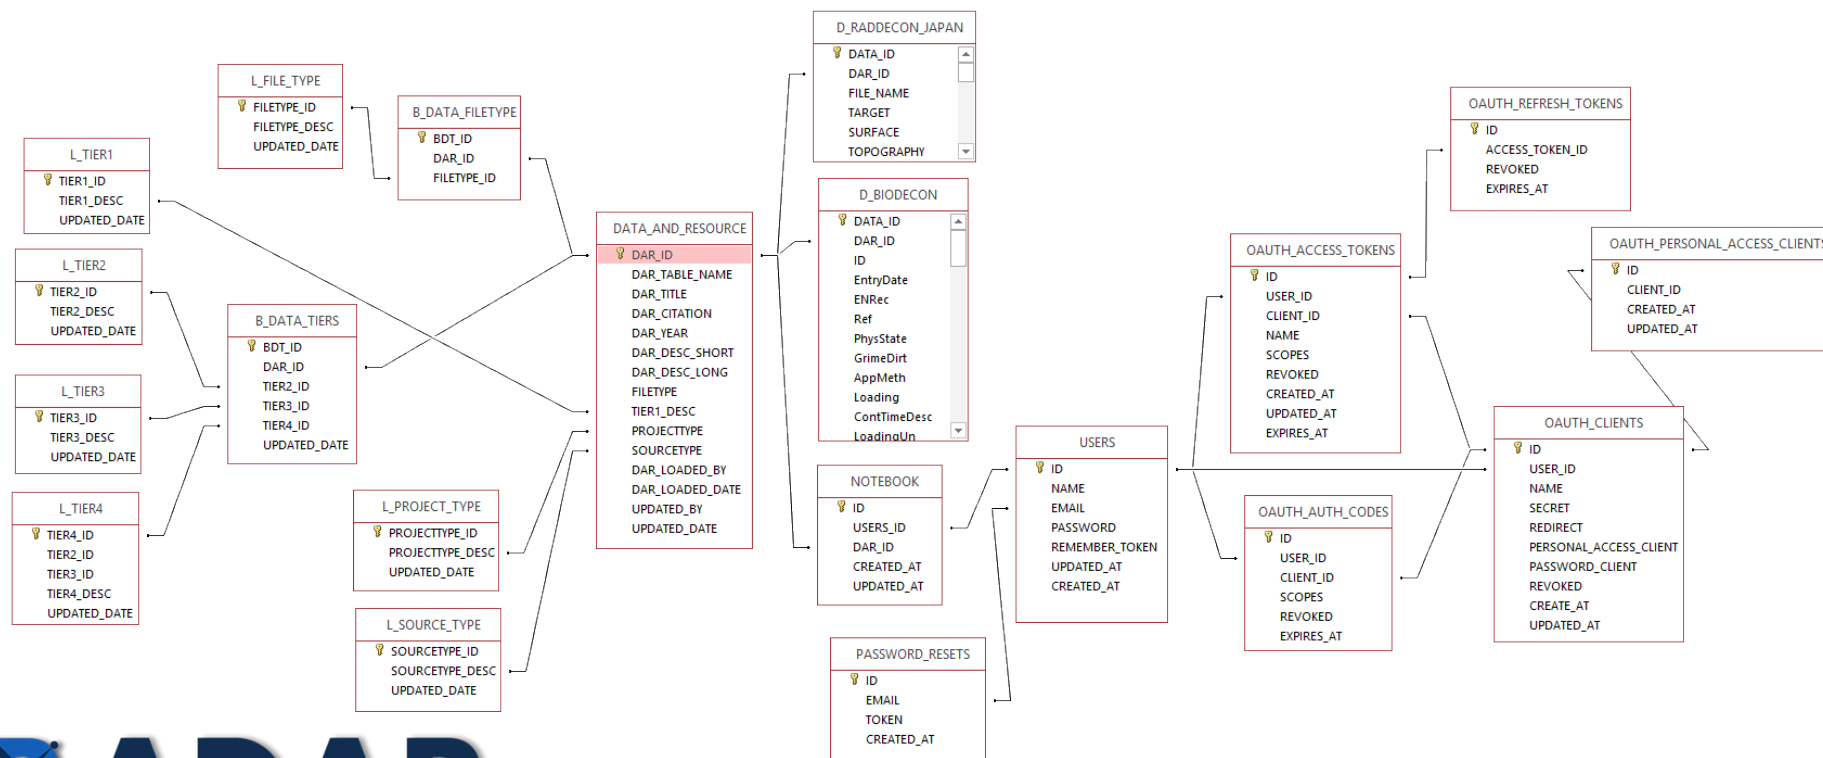 L_TIER1
TIER1_ID
TIER1_DESC
UPDATED_DATE
L_TIER2
TIER2_ID
TIER2_DESC
UPDATED_DATE
L_TIER3
TIER3_ID
TIER3_DESC
UPDATED_DATE
L_TIER4
TIER4_ID
TIER2_ID
TIER3_ID
TIER4_DESC
UPDATED_DATE
L_FILE_TYPE
FILETYPE_ID
FILETYPE_DESC
UPDATED_DATE
B_DATA_FILETYPE
BDT_ID
DAR_ID
FILETYPE_ID
B_DATA_TIERS
BDT_ID
DAR_ID
TIER2_ID
TIER3_ID
TIER4_ID
UPDATED_DATE
L_PROJECT_TYPE
PROJECTTYPE_ID
PROJECTTYPE_DESC
UPDATED_DATE
L_SOURCE_TYPE
SOURCETYPE_ID
SOURCETYPE_DESC
UPDATED_DATE
DATA_AND_RESOURCE
DAR_ID
DAR_TABLE_NAME
DAR_TITLE
DAR_CITATION
DAR_YEAR
DAR_DESC_SHORT
DAR_DESC_LONG
FILETYPE
TIER1_DESC
PROJECTTYPE
SOURCETYPE
DAR_LOADED_BY
DAR_LOADED_DATE
UPDATED_BY
UPDATED_DATE
D_RADDECON_JAPAN
DATA_ID
DAR_ID
FILE_NAME
TARGET
SURFACE
TOPOGRAPHY
D_BIODECON
DATA_ID
DAR_ID
ID
EntryDate
ENRec
Ref
PhysState
GrimeDirt
AppMeth
Loading
ContTimeDesc
LoadingUn
NOTEBOOK
ID
USERS_ID
DAR_ID
CREATED_AT
UPDATED_AT
PASSWORD_RESETS
ID
EMAIL
TOKEN
CREATED_AT
USERS
ID
NAME
EMAIL
PASSWORD
REMEMBER_TOKEN
UPDATED_AT
CREATED_AT
OAUTH_ACCESS_TOKENS
ID
USER_ID
CLIENT_ID
NAME
SCOPES
REVOKED
CREATED_AT
UPDATED_AT
EXPIRES_AT
OAUTH_AUTH_CODES
ID
USER_ID
CLIENT_ID
SCOPES
REVOKED
EXPIRES_AT
OAUTH_REFRESH_TOKENS
ID
ACCESS_TOKEN_ID
REVOKED
EXPIRES_AT
OAUTH_PERSONAL_ACCESS_CLIENTS
ID
CLIENT_ID
CREATED_AT
UPDATED_AT
OAUTH_CLIENTS
ID
USER_ID
NAME
SECRET
REDIRECT
PERSONAL_ACCESS_CLIENT
PASSWORD_CLIENT
REVOKED
CREATE_AT
UPDATED_AT